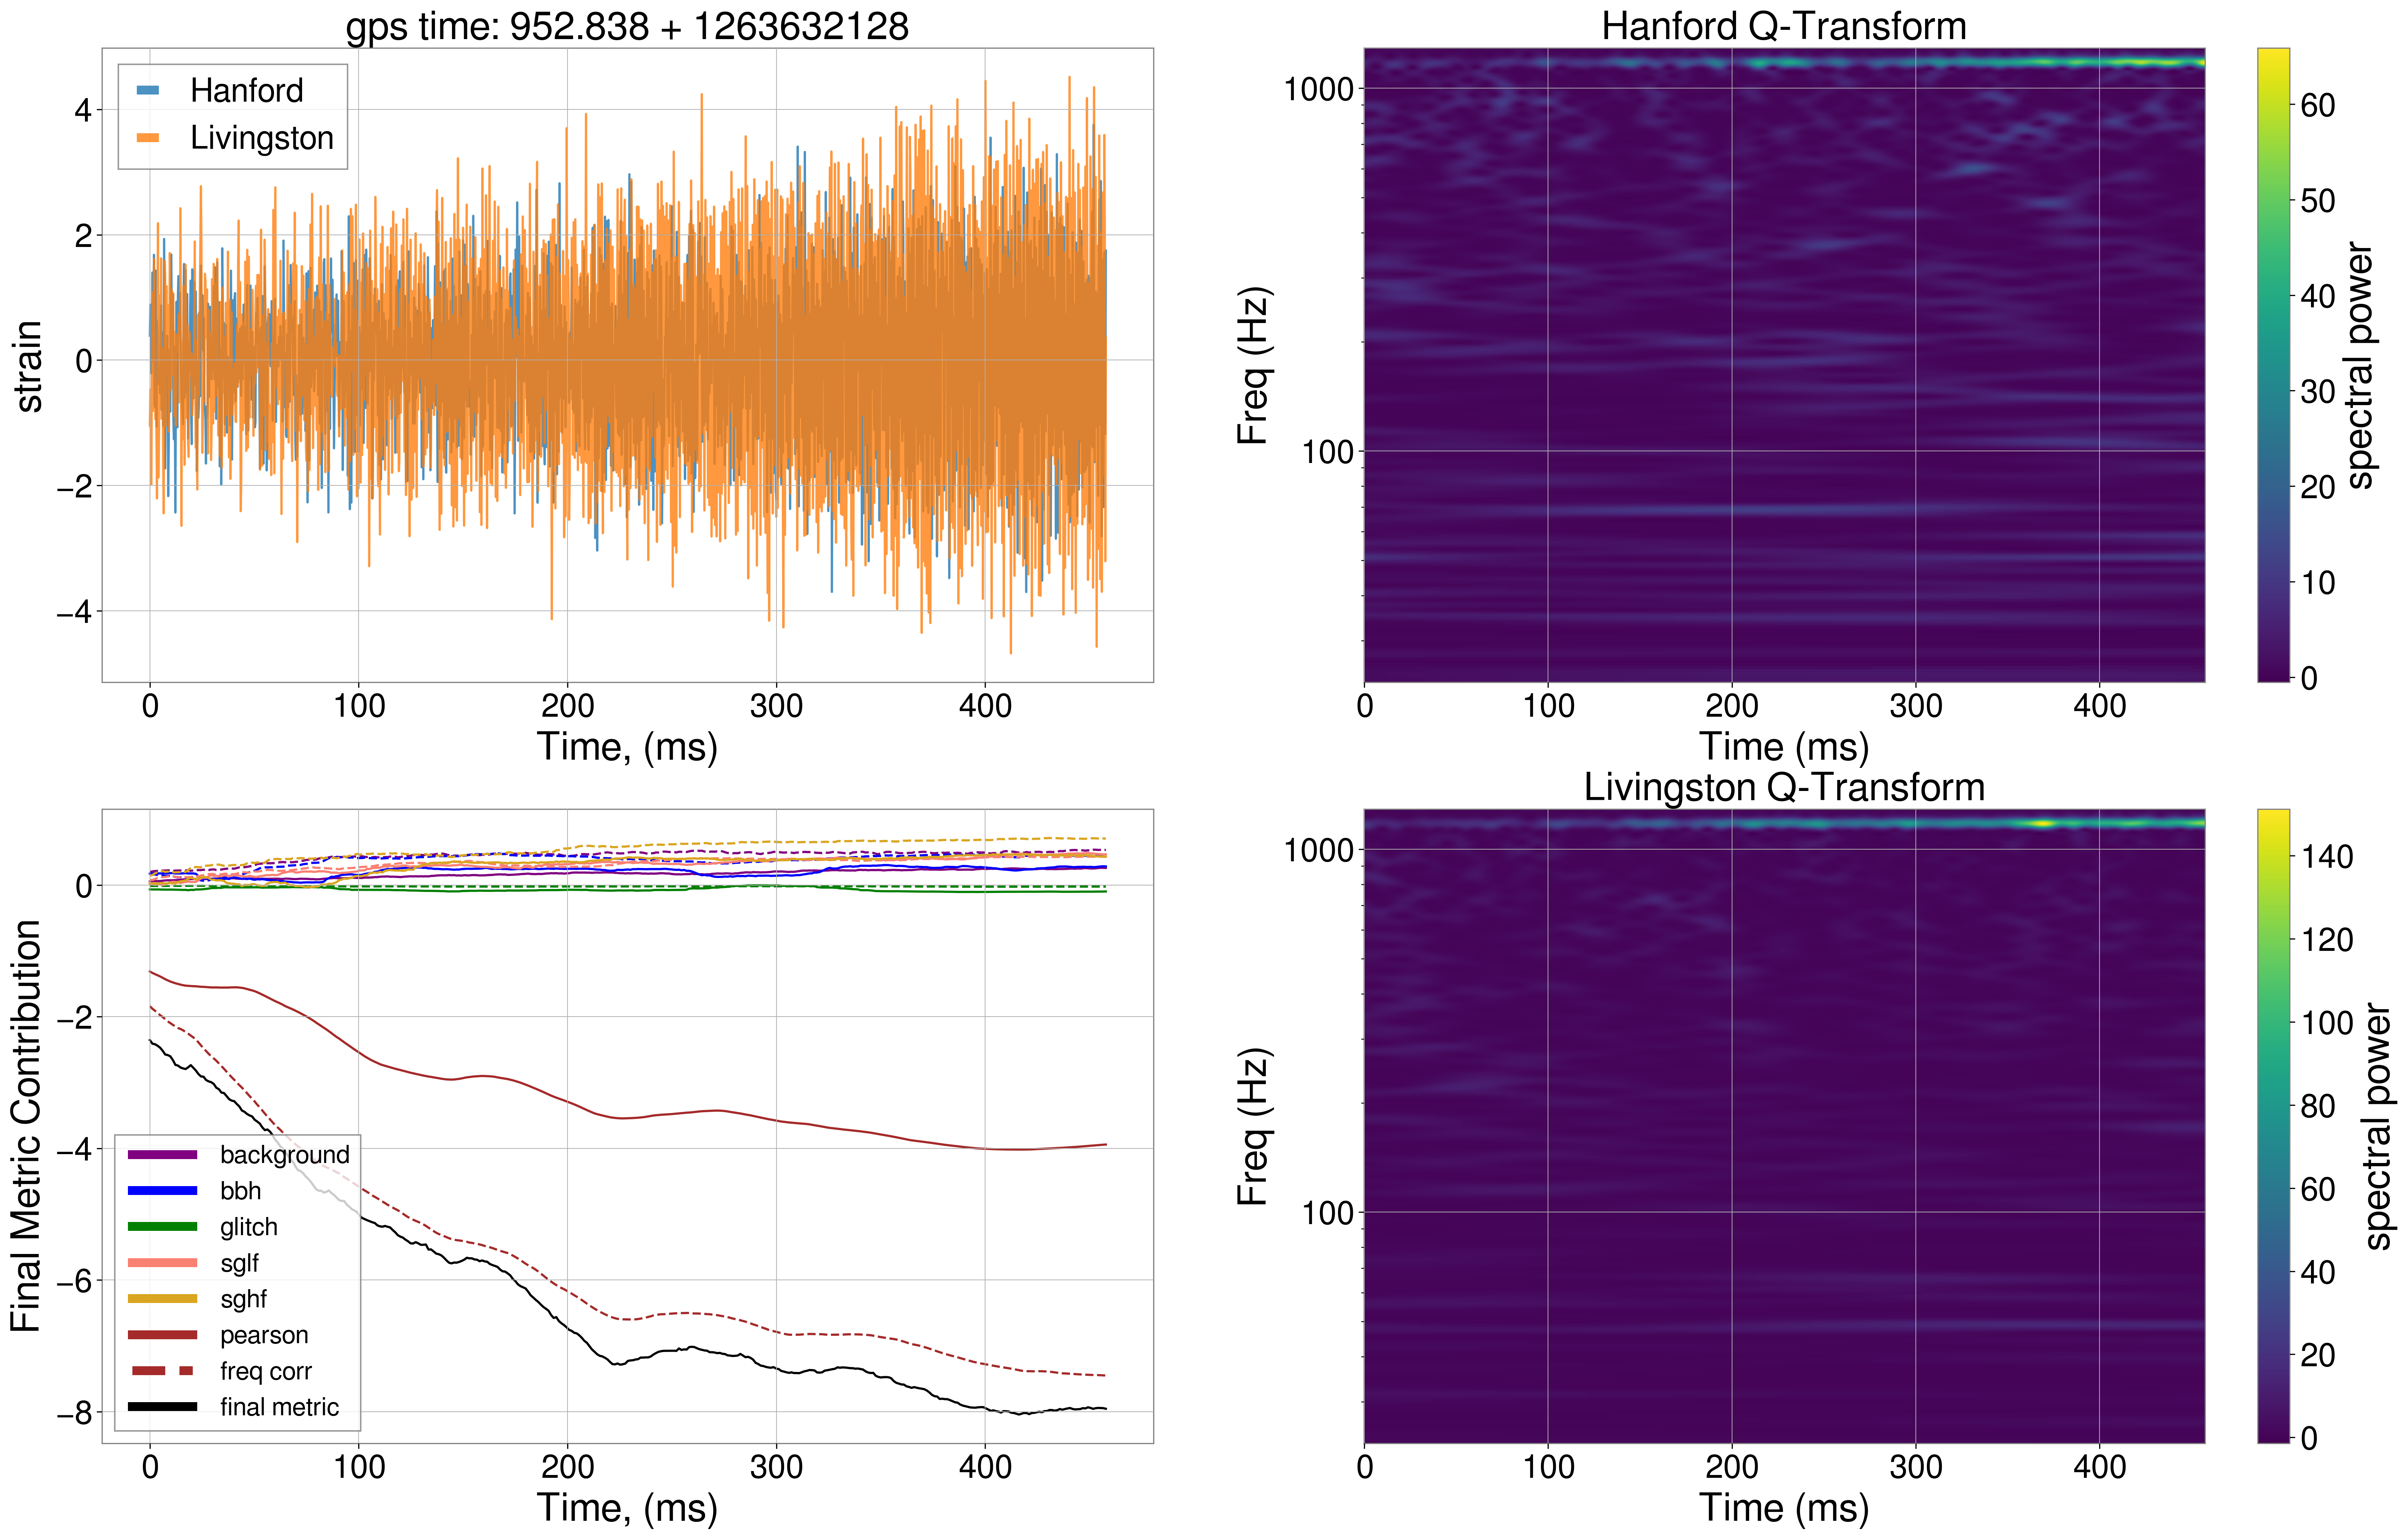 gps time: 952.838 + 1263632128
Hanford
Livingston
strain
4
2
0
−2
−4
0 100 200 300 400
Time, (ms)
Hanford Q-Transform
Freq (Hz)
1000
100
0 100 200 300 400
Time (ms)
60
50
40
30
20
10
0
spectral power
Final Metric Contribution
0
−2
−4
−6
−8
background
bbh
glitch
sglf
sghf
pearson
freq corr
final metric
0 100 200 300 400
Time, (ms)
Livingston Q-Transform
Freq (Hz)
1000
100
0 100 200 300 400
Time (ms)
140
120
100
80
60
40
20
0
spectral power